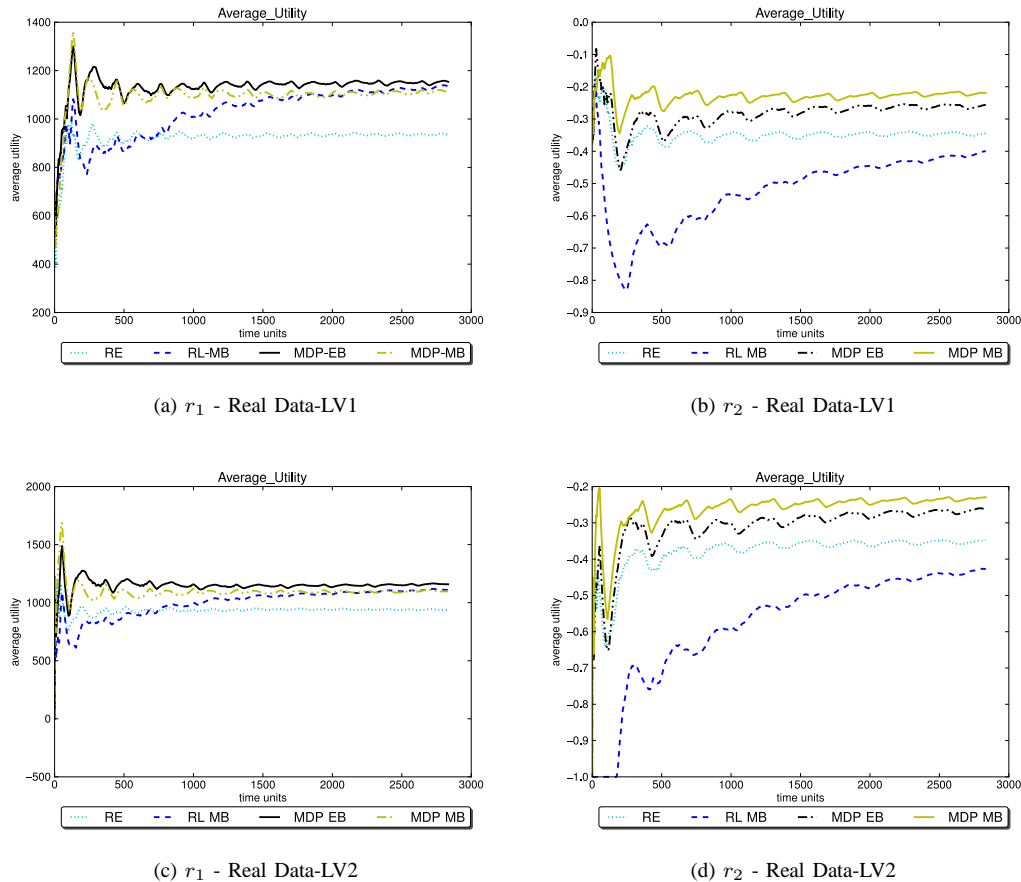 Average_Utility
1400
1200
1000
800
600
400
200
average utility
0
500
1000
1500
2000
2500
3000
time units
RE
RL-MB
MDP-EB
MDP-MB
(a) r1 - Real Data-LV1
Average_Utility
0.0
−0.1
−0.2
−0.3
−0.4
−0.5
−0.6
−0.7
−0.8
−0.9
average utility
0
500
1000
1500
2000
2500
3000
time units
RE
RL MB
MDP EB
MDP MB
(b) r2 - Real Data-LV1
Average_Utility
2000
1500
1000
500
0
−500
average utility
0
500
1000
1500
2000
2500
3000
time units
RE
RL MB
MDP EB
MDP MB
(c) r1 - Real Data-LV2
Average_Utility
−0.2
−0.3
−0.4
−0.5
−0.6
−0.7
−0.8
−0.9
−1.0
average utility
0
500
1000
1500
2000
2500
3000
time units
RE
RL MB
MDP EB
MDP MB
(d) r2 - Real Data-LV2